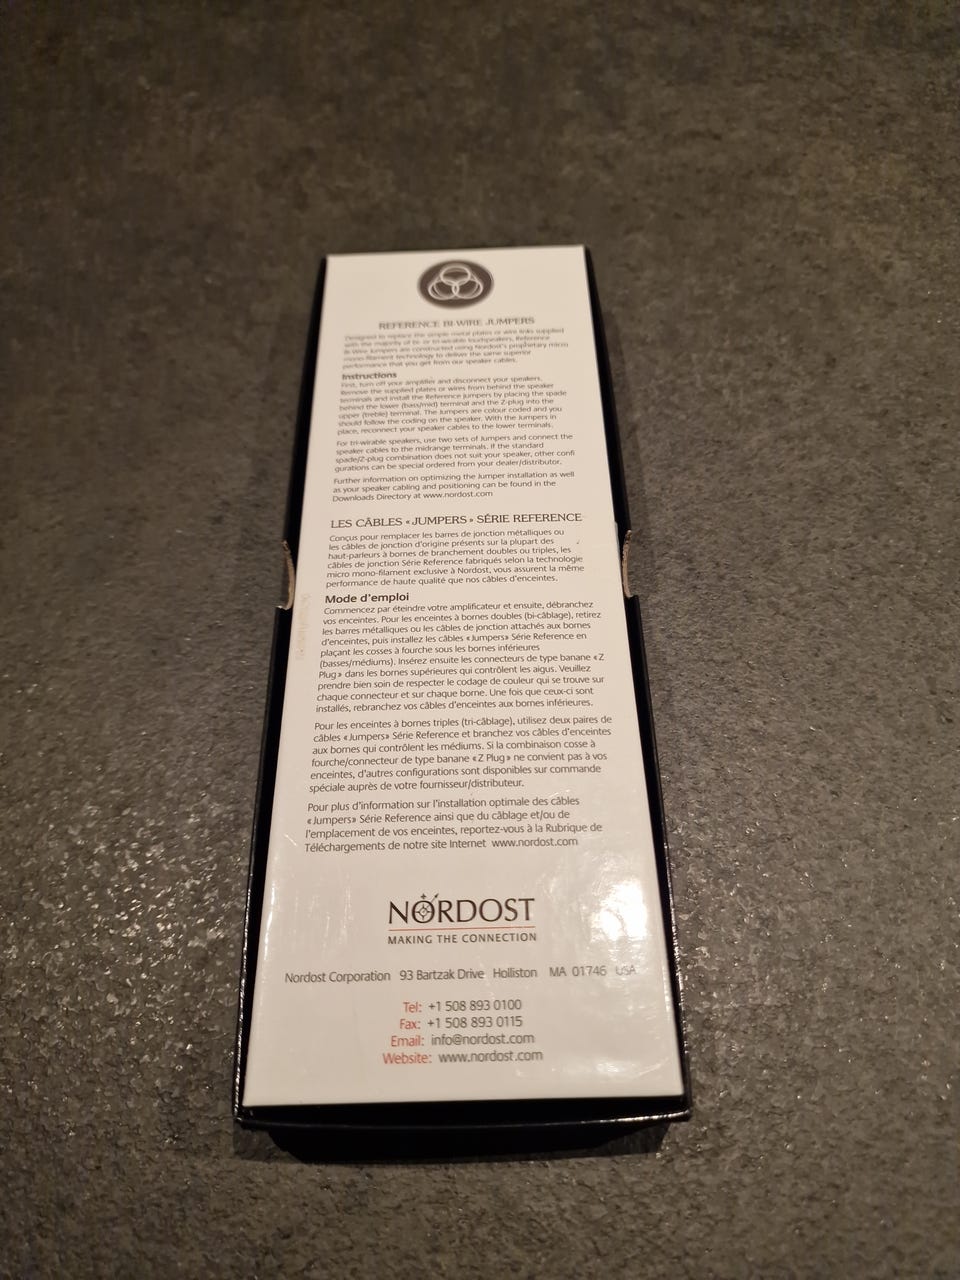 REFERENCE BI-WIRE JUMPERS
Designed to replace the simple metal plates or wire links supplied
with the majority of bi- or tri-wirable loudspeakers, Reference
Bi-Wire Jumpers are constructed using Nordost's proprietary micro
mono-filament technology to deliver the same superior
performance that you get from our speaker cables.
Instructions
First, turn off your amplifier and disconnect your speakers.
Remove the supplied plates or wires from behind the speaker
terminals and install the Reference jumpers by placing the spade
behind the lower (bass/mid) terminal and the Z-plug into the
upper (treble) terminal. The Jumpers are colour coded and you
should follow the coding on the speaker. With the Jumpers in
place, reconnect your speaker cables to the lower terminals.
For tri-wirable speakers, use two sets of Jumpers and connect the
speaker cables to the midrange terminals. If the standard
spade/Z-plug combination does not suit your speaker, other confi
gurations can be special ordered from your dealer/distributor.
Further information on optimizing the Jumper installation as well
as your speaker cabling and positioning can be found in the
Downloads Directory at www.nordost.com
LES CÂBLES «JUMPERS» SÉRIE REFERENCE
Conçus pour remplacer les barres de jonction métalliques ou
les câbles de jonction d'origine présents sur la plupart des
haut-parleurs à bornes de branchement doubles ou triples, les
câbles de jonction Série Reference fabriqués selon la technologie
micro mono-filament exclusive à Nordost, vous assurent la même
performance de haute qualité que nos câbles d'enceintes.
Mode d'emploi
Commencez par éteindre votre amplificateur et ensuite, débranchez
vos enceintes. Pour les enceintes à bornes doubles (bi-câblage), retirez
les barres métalliques ou les câbles de jonction attachés aux bornes
d'enceintes, puis installez les câbles «Jumpers» Série Reference en
plaçant les cosses à fourche sous les bornes inférieures
(basses/médiums). Insérez ensuite les connecteurs de type banane «Z
Plug» dans les bornes supérieures qui contrôlent les aigus. Veuillez
prendre bien soin de respecter le codage de couleur qui se trouve sur
chaque connecteur et sur chaque borne. Une fois que ceux-ci sont
installés, rebranchez vos câbles d'enceintes aux bornes inférieures.
Pour les enceintes à bornes triples (tri-câblage), utilisez deux paires de
câbles «Jumpers» Série Reference et branchez vos câbles d'enceintes
aux bornes qui contrôlent les médiums. Si la combinaison cosse à
fourche/connecteur de type banane «Z Plug» ne convient pas à vos
enceintes, d'autres configurations sont disponibles sur commande
spéciale auprès de votre fournisseur/distributeur.
Pour plus d'information sur l'installation optimale des câbles
«Jumpers» Série Reference ainsi que du câblage et/ou de
l'emplacement de vos enceintes, reportez-vous à la Rubrique de
Téléchargements de notre site Internet www.nordost.com
NORDOST
MAKING THE CONNECTION
Nordost Corporation 93 Bartzak Drive Holliston MA 01746 USA
Tel: +1 508 893 0100
Fax: +1 508 893 0115
Email: info@nordost.com
Website: www.nordost.com